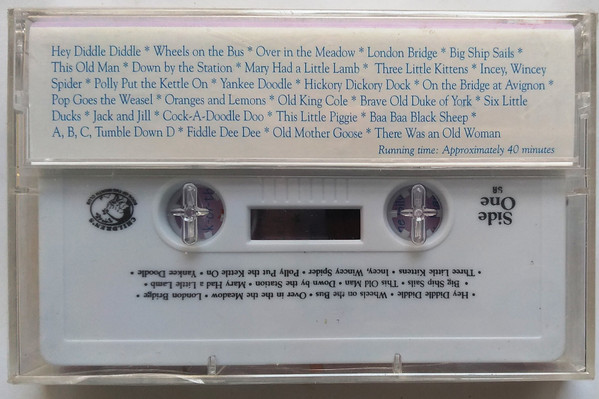 Hey Diddle Diddle * Wheels on the Bus * Over in the Meadow * London Bridge * Big Ship Sails *
This Old Man * Down by the Station * Mary Had a Little Lamb * Three Little Kittens * Incey, Wincey
Spider * Polly Put the Kettle On * Yankee Doodle * Hickory Dickory Dock * On the Bridge at Avignon *
Pop Goes the Weasel * Oranges and Lemons * Old King Cole * Brave Old Duke of York * Six Little
Ducks * Jack and Jill * Cock-A-Doodle Doo * This Little Piggie * Baa Baa Black Sheep *
A, B, C, Tumble Down D * Fiddle Dee Dee * Old Mother Goose * There Was an Old Woman
Running time: Approximately 40 minutes
Side
One
Hey Diddle Diddle • Wheels on the Bus • Over in the in the Meadow • London Bridge •
Big Ship Sails • This Old Man • Down by the Station • Mary Had a Little Lamb •
Three Little Kittens • Incey, Wincey Spider • Polly Put the Kettle On • Yankee Doodle •